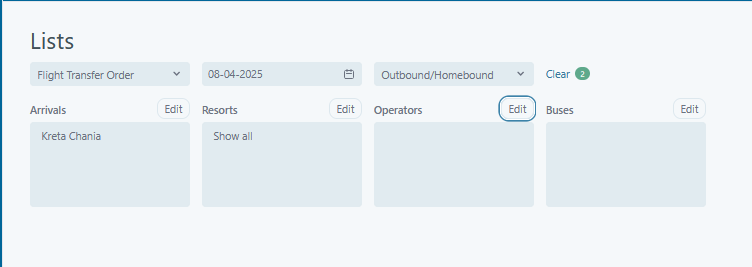 Lists
Flight Transfer Order
08-04-2025
Outbound/Homebound
Clear 2
Arrivals Edit
Resorts Edit
Operators Edit
Buses Edit
Kreta Chania
Show all